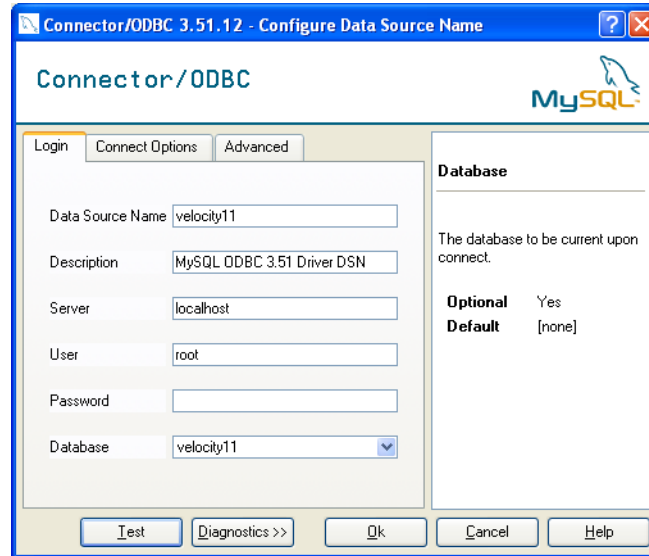 Connector/ODBC 3.51.12 - Configure Data Source Name
Connector/ODBC
MySQL
Login Connect Options Advanced
Data Source Name velocity11
Description MySQL ODBC 3.51 Driver DSN
Server localhost
User root
Password
Database velocity11
Database
The database to be current upon
connect.
Optional Yes
Default [none]
Test Diagnostics >> Ok Cancel Help